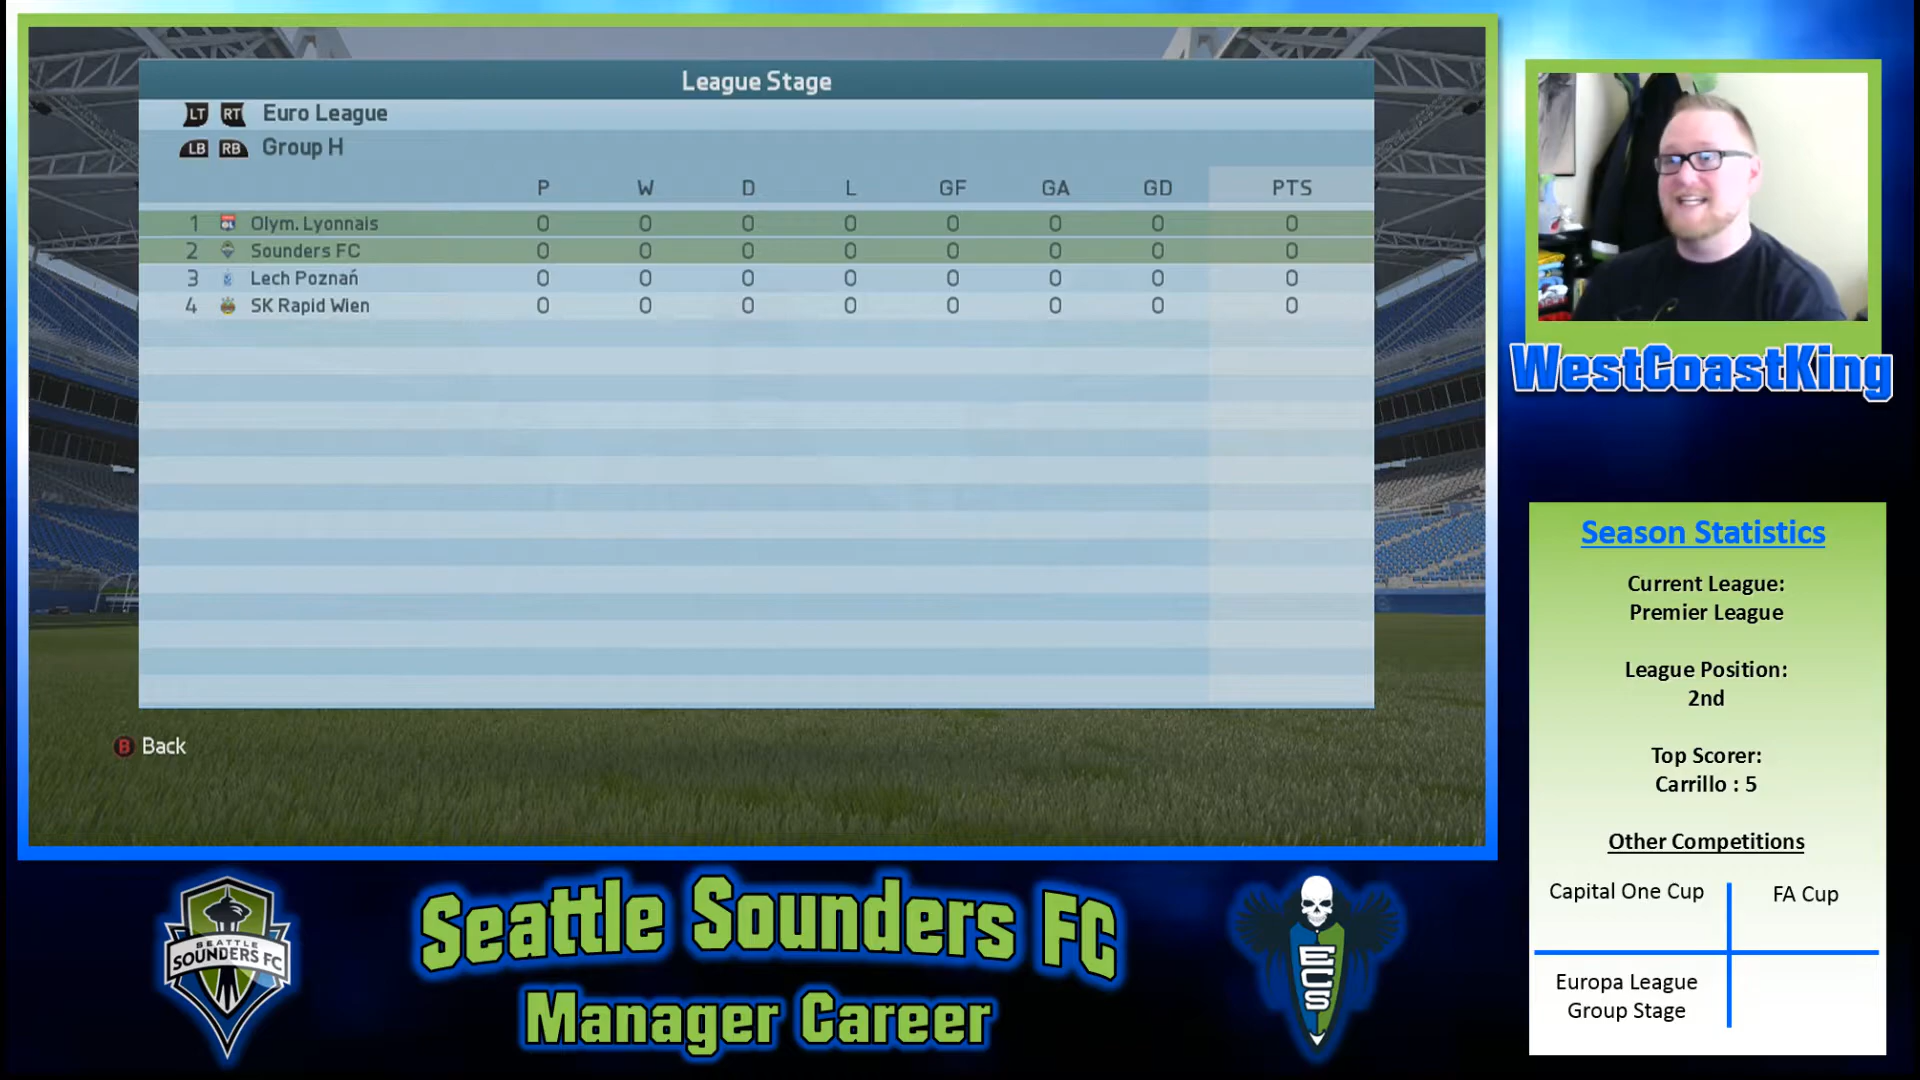 League Stage
LT RT Euro League
LB RB Group H
P W D L GF GA GD PTS
1 Olym. Lyonnais 0 0 0 0 0 0 0 0
2 Sounders FC 0 0 0 0 0 0 0 0
3 Lech Poznań 0 0 0 0 0 0 0 0
4 SK Rapid Wien 0 0 0 0 0 0 0 0
B Back
WestCoastKing
Season Statistics
Current League:
Premier League
League Position:
2nd
Top Scorer:
Carrillo : 5
Other Competitions
Capital One Cup
FA Cup
Europa League
Group Stage
SEATTLE
SOUNDERS FC
Seattle Sounders FC
Manager Career
ECS